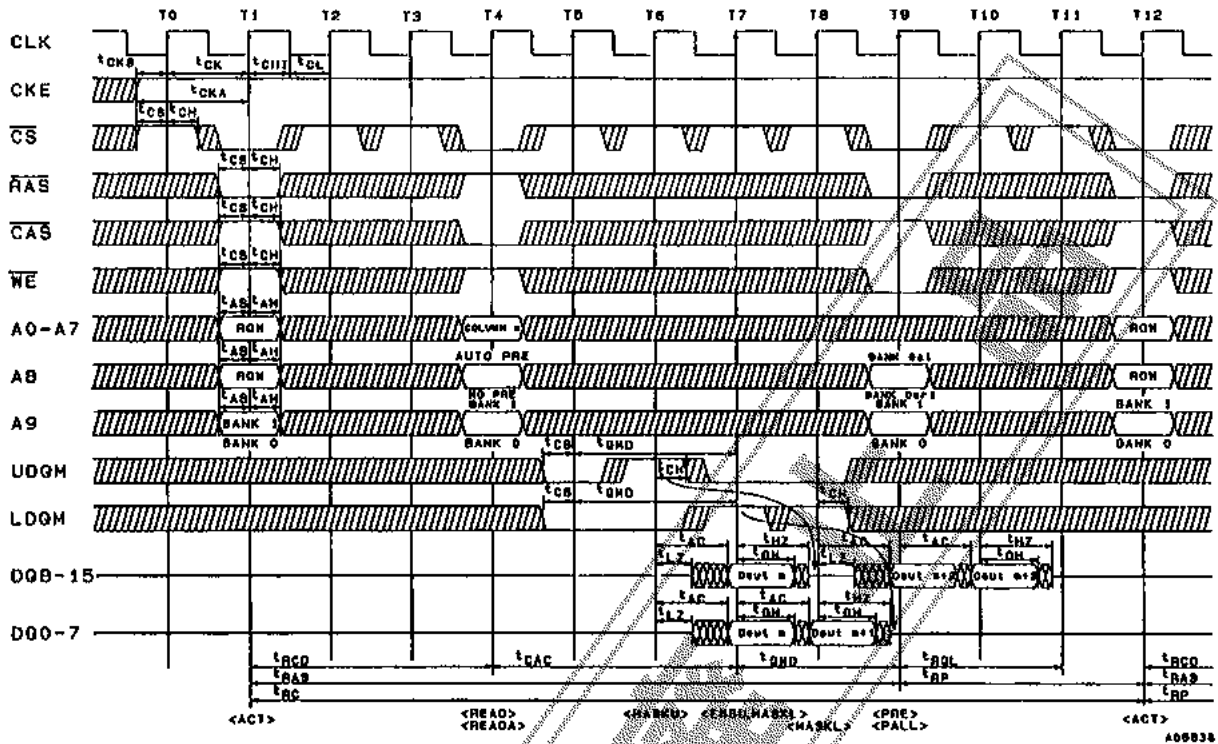 T0 T1 T2 T3 T4 T5 T6 T7 T8 T9 T10 T11 T12
CLK
tCKS tCK tCHI tCL
CKE
tCKA
tCS tCH
CS
tCS tCH
RAS
tCS tCH
CAS
tCS tCH
WE
tAS tAH
A0-A7 ROW COLUMN m ROW
tAS tAH AUTO PRE
A8 ROW ROW
tAS tAH NO PRE
BANK 1 BANK 1 BANK 1
A9 BANK 1
BANK 0 BANK 0 BANK 0 BANK 0
tCS tQMD
UDQM tCH
tCS tQMD tCH
LDQM
tAC tHZ tAC tAC tHZ
tLZ tOH tLZ tOH
DQ8-15 Dout m Dout m+2 Dout m+3
tAC tAC tHZ
tLZ tOH tOH
DQ0-7 Dout m Dout m+1
tRCD tCAC tQMD tRQL tRCD
tRAS tRP tRAS
tRC tRP
<ACT> <READ> <MASKU> <PRE> <ACT>
<READA> <MASKL> <PALL>